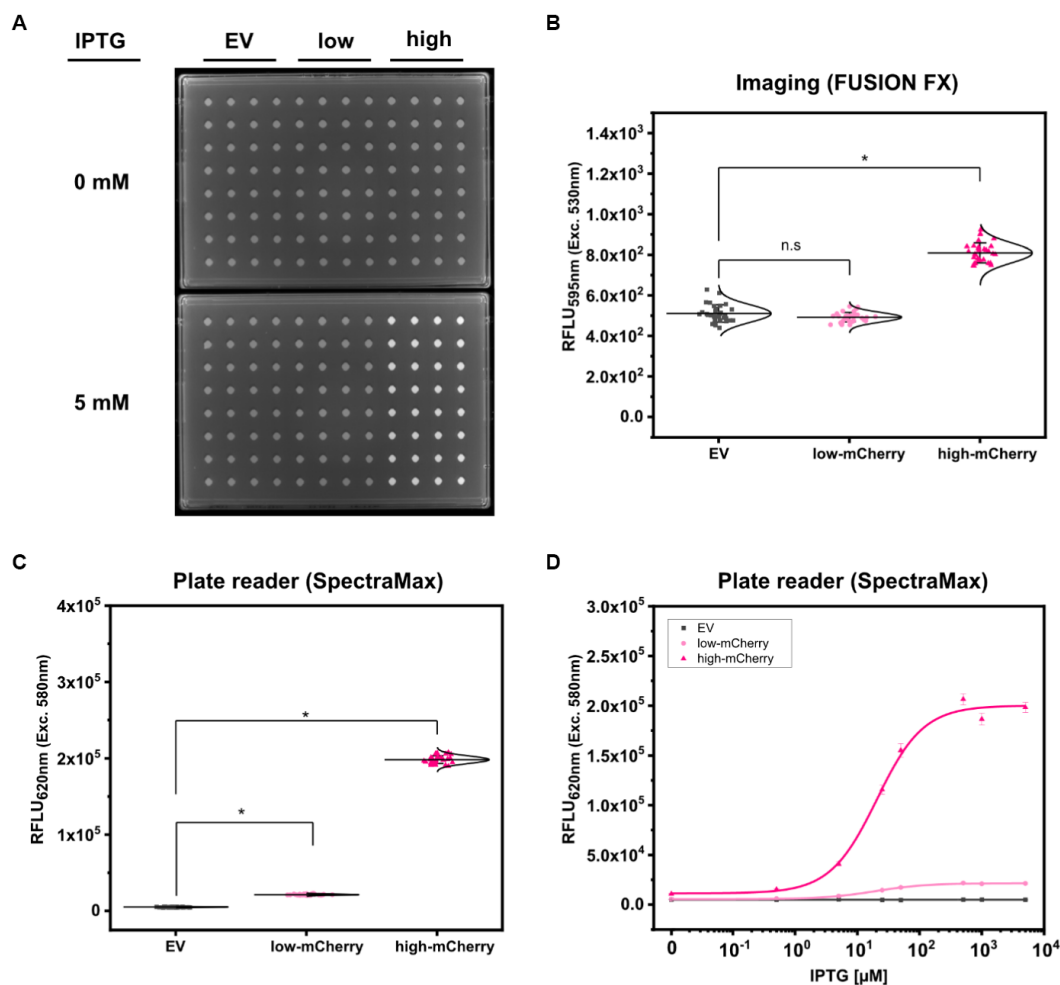 A
IPTG EV low high
0 mM
5 mM
B
Imaging (FUSION FX)
RFLU595nm (Exc. 530nm)
1.4x10³
1.2x10³
1.0x10³
8.0x10²
6.0x10²
4.0x10²
2.0x10²
0.0
*
n.s
EV low-mCherry high-mCherry
C
Plate reader (SpectraMax)
RFLU620nm (Exc. 580nm)
4x10⁵
3x10⁵
2x10⁵
1x10⁵
0
*
*
EV low-mCherry high-mCherry
D
Plate reader (SpectraMax)
RFLU620nm (Exc. 580nm)
3.0x10⁵
2.5x10⁵
2.0x10⁵
1.5x10⁵
1.0x10⁵
5.0x10⁴
0.0
EV
low-mCherry
high-mCherry
0 10⁻¹ 10⁰ 10¹ 10² 10³ 10⁴
IPTG [µM]